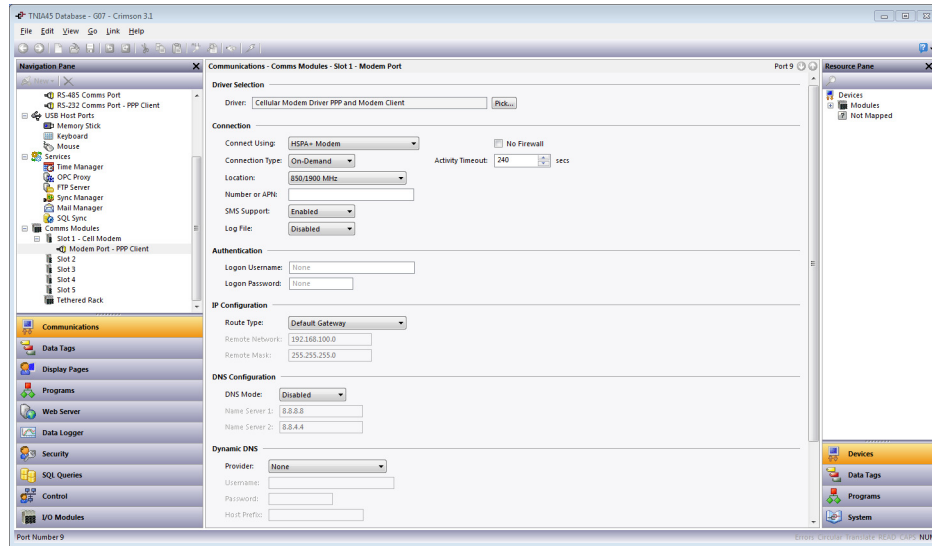 TNIA45 Database - G07 - Crimson 3.1
File Edit View Go Link Help
Navigation Pane
New
RS-485 Comms Port
RS-232 Comms Port - PPP Client
USB Host Ports
Memory Stick
Keyboard
Mouse
Services
Time Manager
OPC Proxy
FTP Server
Sync Manager
Mail Manager
SQL Sync
Comms Modules
Slot 1 - Cell Modem
Modem Port - PPP Client
Slot 2
Slot 3
Slot 4
Slot 5
Tethered Rack
Communications
Data Tags
Display Pages
Programs
Web Server
Data Logger
Security
SQL Queries
Control
I/O Modules
Communications - Comms Modules - Slot 1 - Modem Port Port 9
Driver Selection
Driver: Cellular Modem Driver PPP and Modem Client Pick...
Connection
Connect Using: HSPA+ Modem No Firewall
Connection Type: On-Demand Activity Timeout: 240 secs
Location: 850/1900 MHz
Number or APN:
SMS Support: Enabled
Log File: Disabled
Authentication
Logon Username: None
Logon Password: None
IP Configuration
Route Type: Default Gateway
Remote Network: 192.168.100.0
Remote Mask: 255.255.255.0
DNS Configuration
DNS Mode: Disabled
Name Server 1: 8.8.8.8
Name Server 2: 8.8.4.4
Dynamic DNS
Provider: None
Username:
Password:
Host Prefix:
Resource Pane
Devices
Modules
Not Mapped
Devices
Data Tags
Programs
System
Port Number 9 Errors Circular Translate READ CAPS NUM